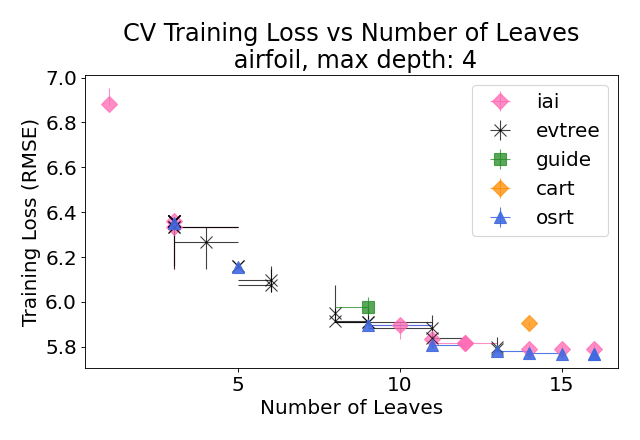 CV Training Loss vs Number of Leaves
airfoil, max depth: 4
Training Loss (RMSE)
7.0
6.8
6.6
6.4
6.2
6.0
5.8
iai
evtree
guide
cart
osrt
5 10 15
Number of Leaves